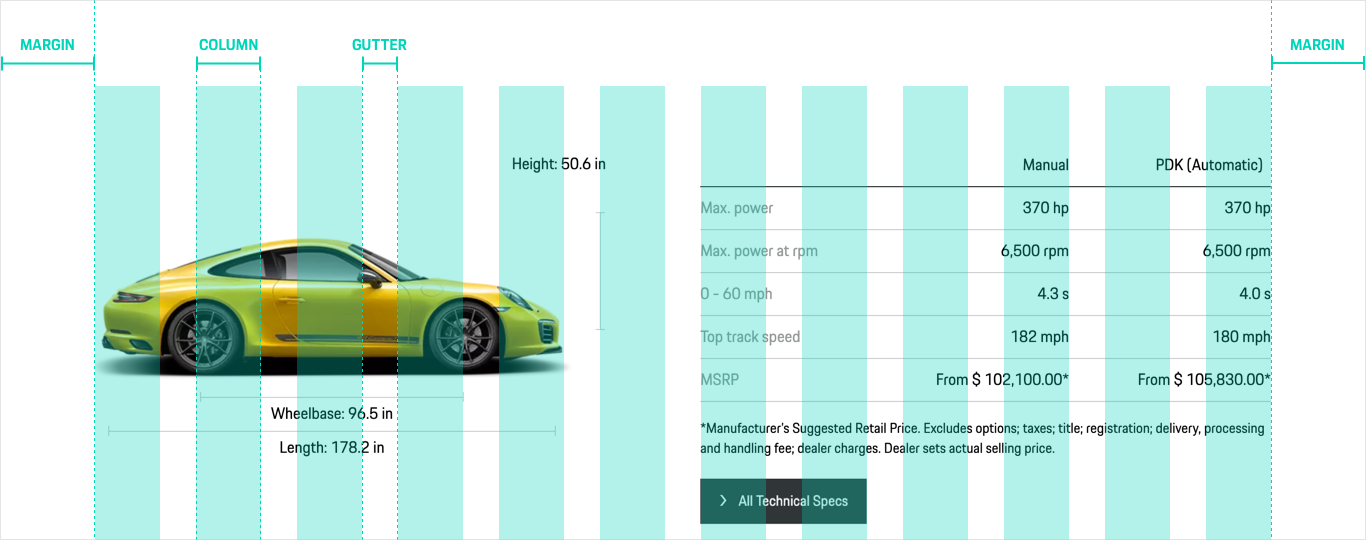 MARGIN
COLUMN
GUTTER
MARGIN
Height: 50.6 in
Wheelbase: 96.5 in
Length: 178.2 in
Manual PDK (Automatic)
Max. power 370 hp 370 hp
Max. power at rpm 6,500 rpm 6,500 rpm
0 - 60 mph 4.3 s 4.0 s
Top track speed 182 mph 180 mph
MSRP From $ 102,100.00* From $ 105,830.00*
*Manufacturer's Suggested Retail Price. Excludes options; taxes; title; registration; delivery, processing
and handling fee; dealer charges. Dealer sets actual selling price.
All Technical Specs